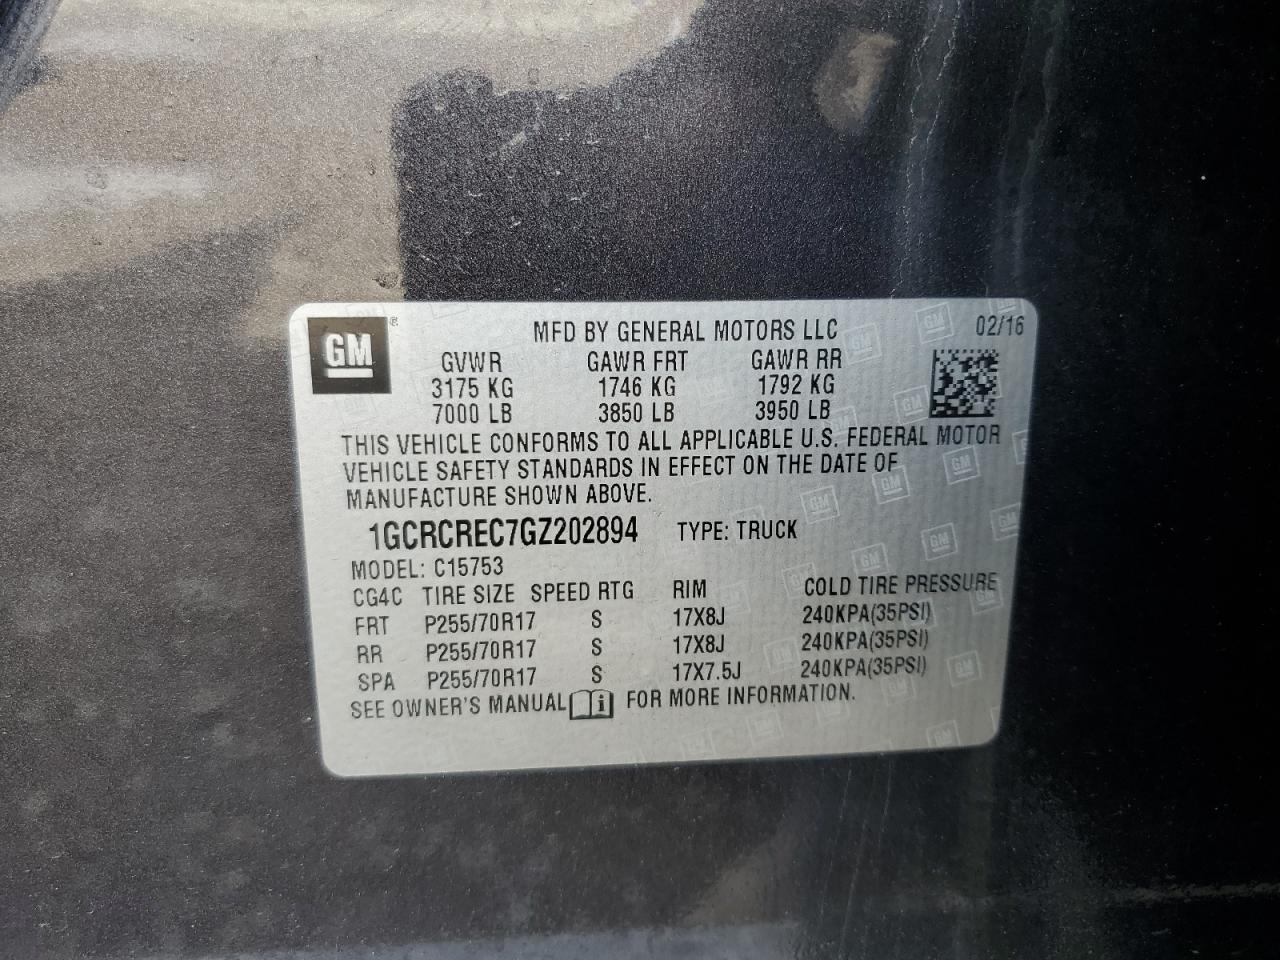 GM ® MFD BY GENERAL MOTORS LLC 02/16
GVWR GAWR FRT GAWR RR
3175 KG 1746 KG 1792 KG
7000 LB 3850 LB 3950 LB
THIS VEHICLE CONFORMS TO ALL APPLICABLE U.S. FEDERAL MOTOR
VEHICLE SAFETY STANDARDS IN EFFECT ON THE DATE OF
MANUFACTURE SHOWN ABOVE.
1GCRCREC7GZ202894 TYPE: TRUCK
MODEL: C15753
CG4C TIRE SIZE SPEED RTG RIM COLD TIRE PRESSURE
FRT P255/70R17 S 17X8J 240KPA(35PSI)
RR P255/70R17 S 17X8J 240KPA(35PSI)
SPA P255/70R17 S 17X7.5J 240KPA(35PSI)
SEE OWNER'S MANUAL i FOR MORE INFORMATION.